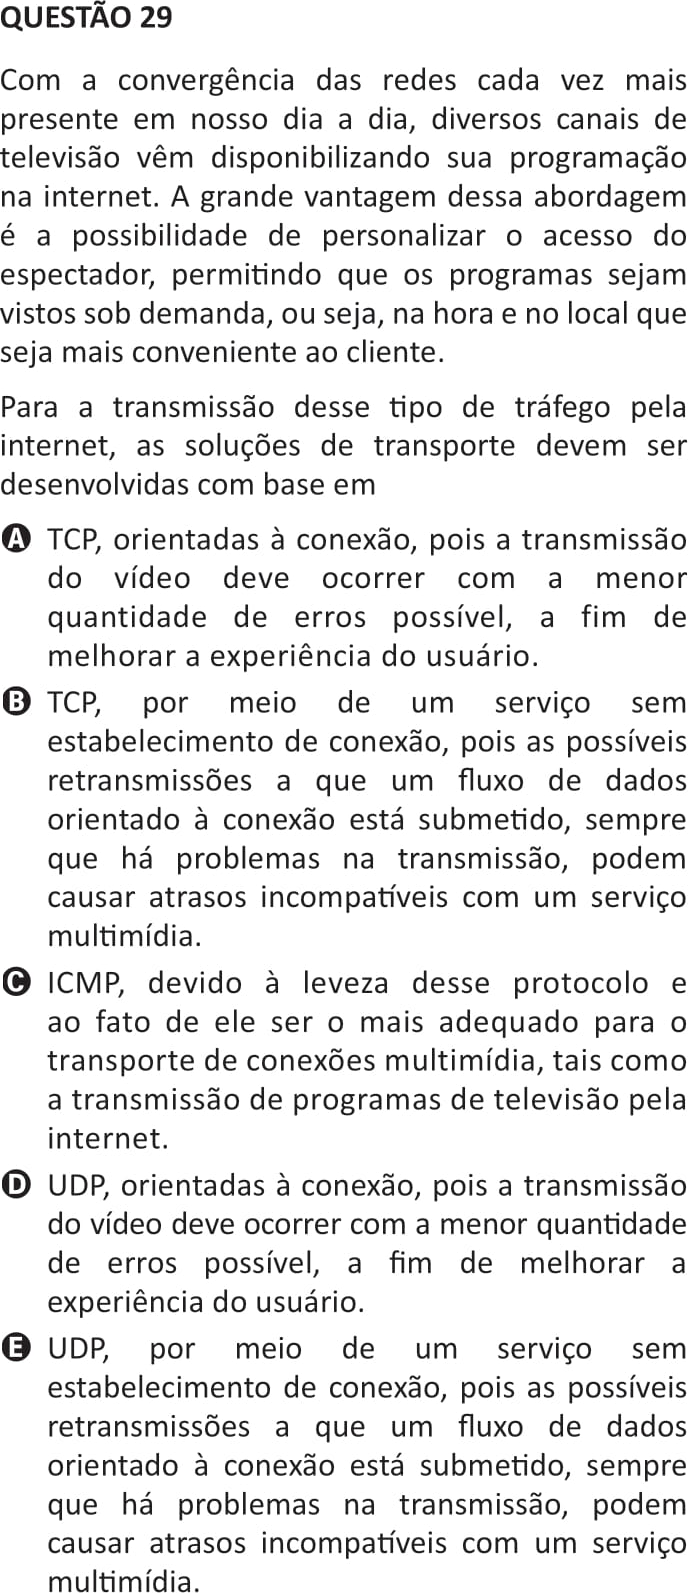 QUESTÃO 29
Com a convergência das redes cada vez mais
presente em nosso dia a dia, diversos canais de
televisão vêm disponibilizando sua programação
na internet. A grande vantagem dessa abordagem
é a possibilidade de personalizar o acesso do
espectador, permitindo que os programas sejam
vistos sob demanda, ou seja, na hora e no local que
seja mais conveniente ao cliente.
Para a transmissão desse tipo de tráfego pela
internet, as soluções de transporte devem ser
desenvolvidas com base em
A TCP, orientadas à conexão, pois a transmissão
do vídeo deve ocorrer com a menor
quantidade de erros possível, a fim de
melhorar a experiência do usuário.
B TCP, por meio de um serviço sem
estabelecimento de conexão, pois as possíveis
retransmissões a que um fluxo de dados
orientado à conexão está submetido, sempre
que há problemas na transmissão, podem
causar atrasos incompatíveis com um serviço
multimídia.
C ICMP, devido à leveza desse protocolo e
ao fato de ele ser o mais adequado para o
transporte de conexões multimídia, tais como
a transmissão de programas de televisão pela
internet.
D UDP, orientadas à conexão, pois a transmissão
do vídeo deve ocorrer com a menor quantidade
de erros possível, a fim de melhorar a
experiência do usuário.
E UDP, por meio de um serviço sem
estabelecimento de conexão, pois as possíveis
retransmissões a que um fluxo de dados
orientado à conexão está submetido, sempre
que há problemas na transmissão, podem
causar atrasos incompatíveis com um serviço
multimídia.